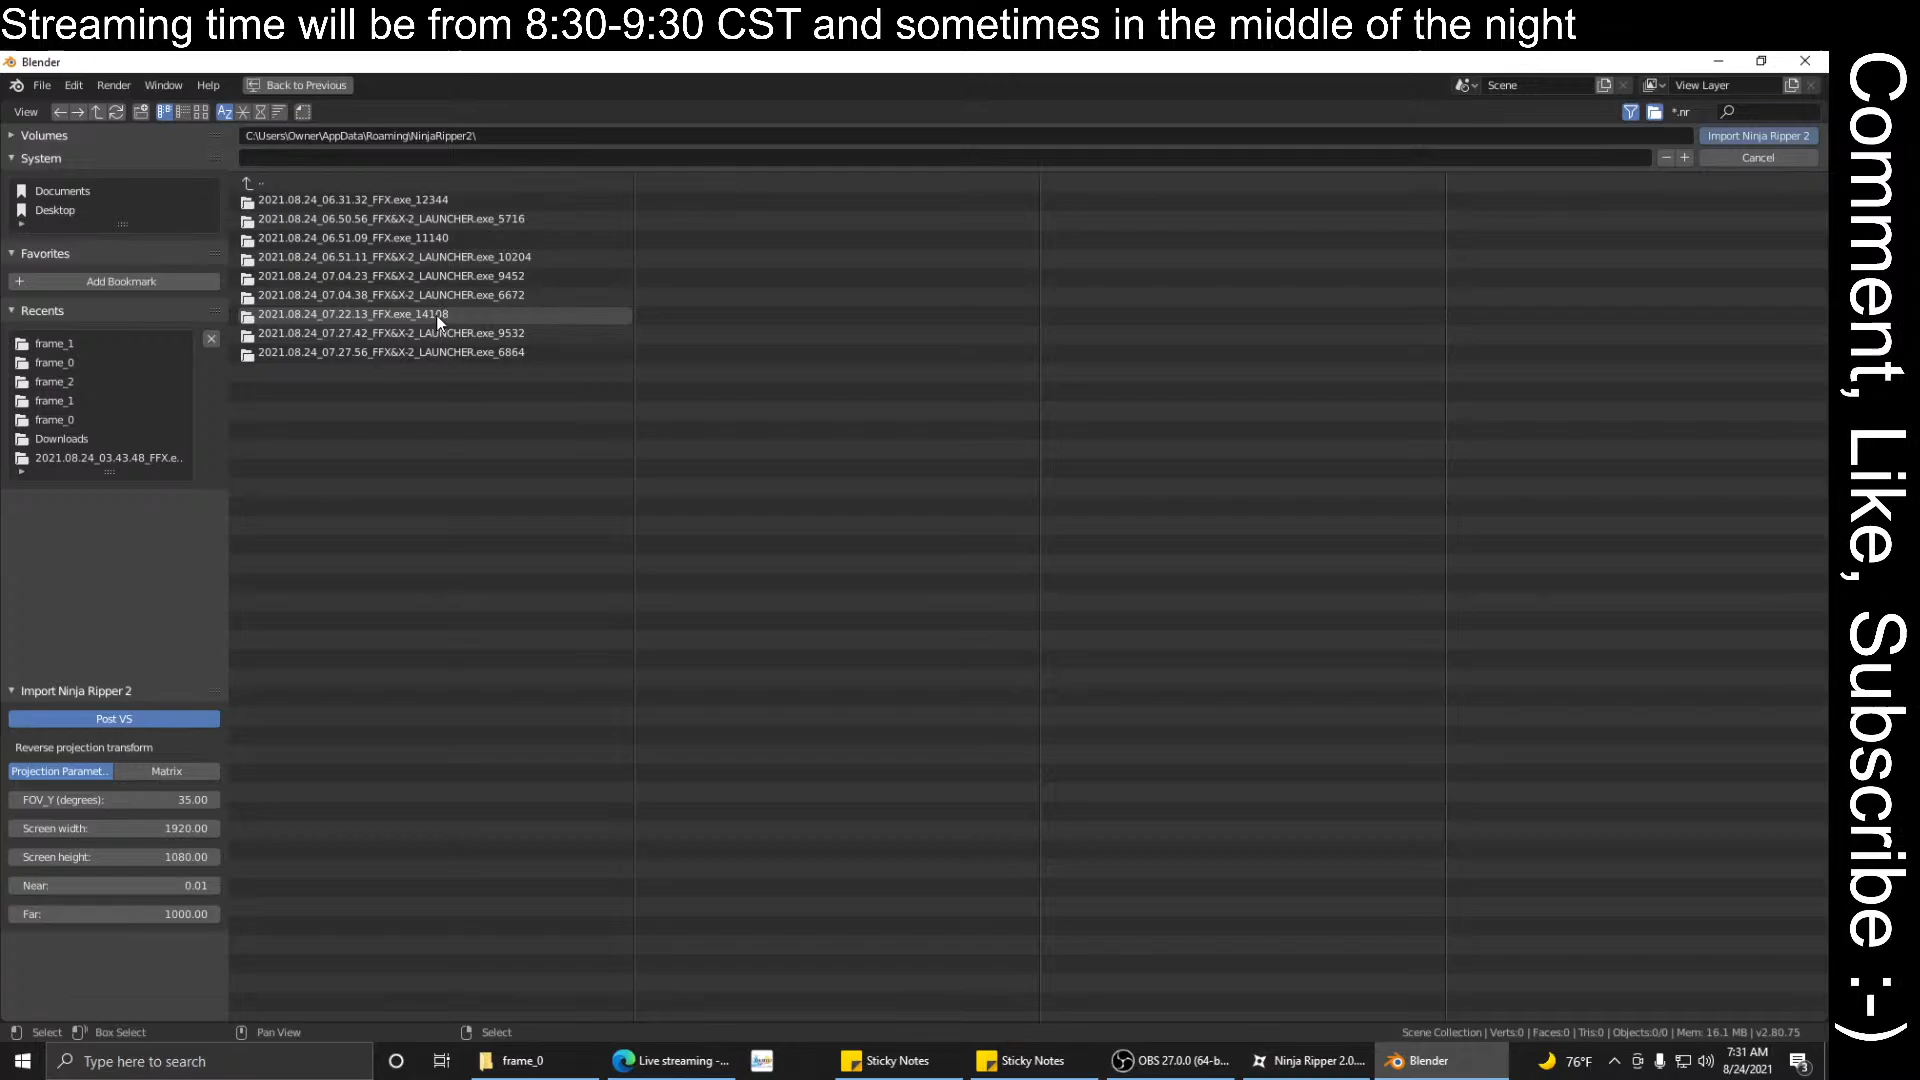 Streaming time will be from 8:30-9:30 CST and sometimes in the middle of the night
Comment, Like, Subscribe :-)
Blender
File Edit Render Window Help Back to Previous Scene View Layer
View *.nr
Volumes
C:\Users\Owner\AppData\Roaming\NinjaRipper2\ Import Ninja Ripper 2
System
Cancel
Documents
Desktop
Favorites
Add Bookmark
Recents
frame_1
frame_0
frame_2
frame_1
frame_0
Downloads
2021.08.24_03.43.48_FFX.e..
..
2021.08.24_06.31.32_FFX.exe_12344
2021.08.24_06.50.56_FFX&X-2_LAUNCHER.exe_5716
2021.08.24_06.51.09_FFX.exe_11140
2021.08.24_06.51.11_FFX&X-2_LAUNCHER.exe_10204
2021.08.24_07.04.23_FFX&X-2_LAUNCHER.exe_9452
2021.08.24_07.04.38_FFX&X-2_LAUNCHER.exe_6672
2021.08.24_07.22.13_FFX.exe_14108
2021.08.24_07.27.42_FFX&X-2_LAUNCHER.exe_9532
2021.08.24_07.27.56_FFX&X-2_LAUNCHER.exe_6864
Import Ninja Ripper 2
Post VS
Reverse projection transform
Projection Paramet.. Matrix
FOV_Y (degrees): 35.00
Screen width: 1920.00
Screen height: 1080.00
Near: 0.01
Far: 1000.00
Select Box Select Pan View Select Scene Collection | Verts:0 | Faces:0 | Tris:0 | Objects:0/0 | Mem: 16.1 MB | v2.80.75
Type here to search frame_0 Live streaming -... Sticky Notes Sticky Notes OBS 27.0.0 (64-b... Ninja Ripper 2.0.... Blender 76°F 7:31 AM
8/24/2021 3